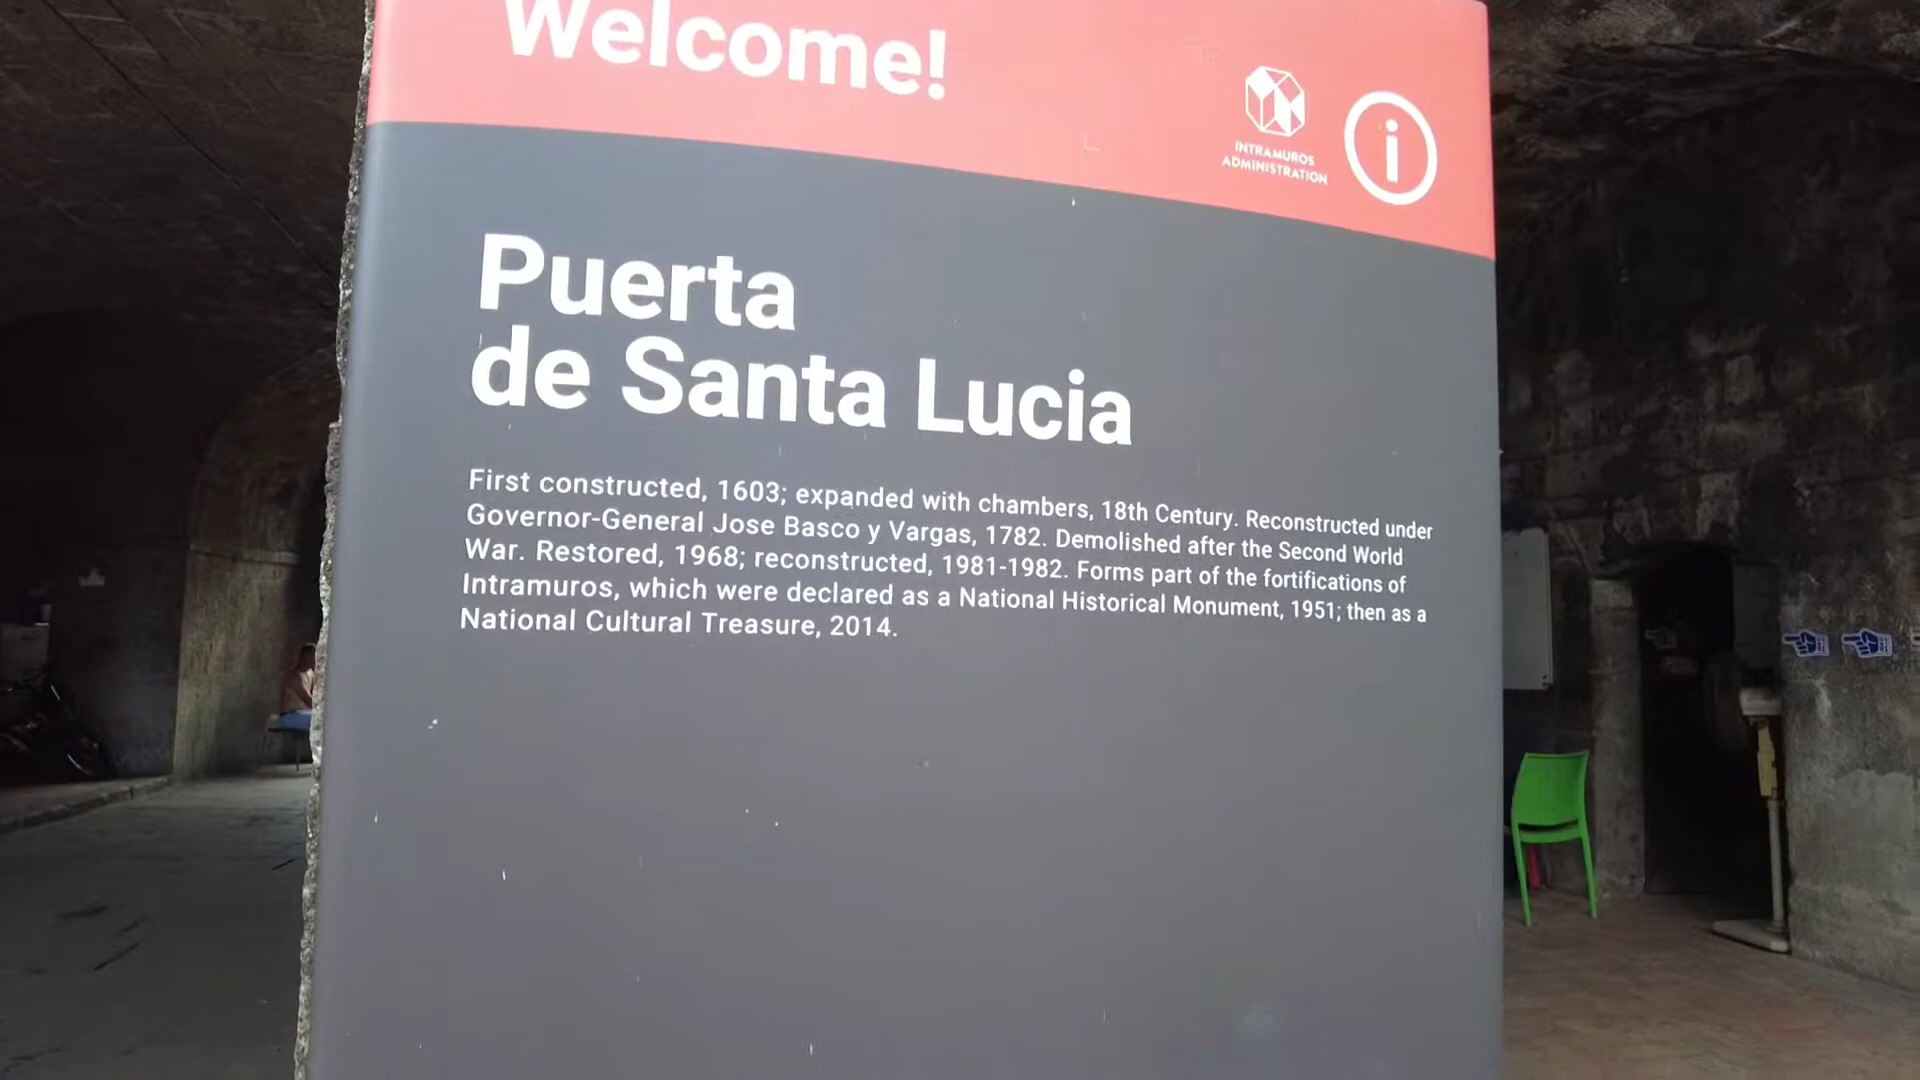 Welcome!
INTRAMUROS
ADMINISTRATION
i
Puerta
de Santa Lucia
First constructed, 1603; expanded with chambers, 18th Century. Reconstructed under
Governor-General Jose Basco y Vargas, 1782. Demolished after the Second World
War. Restored, 1968; reconstructed, 1981-1982. Forms part of the fortifications of
Intramuros, which were declared as a National Historical Monument, 1951; then as a
National Cultural Treasure, 2014.